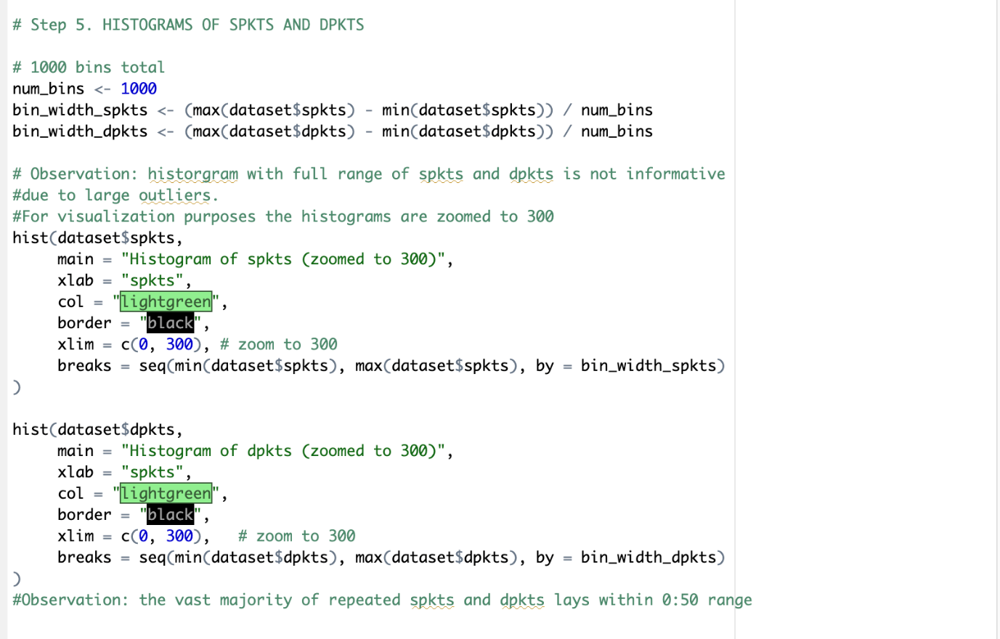 # Step 5. HISTOGRAMS OF SPKTS AND DPKTS
# 1000 bins total
num_bins <- 1000
bin_width_spkts <- (max(dataset$spkts) - min(dataset$spkts)) / num_bins
bin_width_dpkts <- (max(dataset$dpkts) - min(dataset$dpkts)) / num_bins
# Observation: historgram with full range of spkts and dpkts is not informative
#due to large outliers.
#For visualization purposes the histograms are zoomed to 300
hist(dataset$spkts,
     main = "Histogram of spkts (zoomed to 300)",
     xlab = "spkts",
     col = "lightgreen",
     border = "black",
     xlim = c(0, 300), # zoom to 300
     breaks = seq(min(dataset$spkts), max(dataset$spkts), by = bin_width_spkts)
)
hist(dataset$dpkts,
     main = "Histogram of dpkts (zoomed to 300)",
     xlab = "spkts",
     col = "lightgreen",
     border = "black",
     xlim = c(0, 300),   # zoom to 300
     breaks = seq(min(dataset$dpkts), max(dataset$dpkts), by = bin_width_dpkts)
)
#Observation: the vast majority of repeated spkts and dpkts lays within 0:50 range